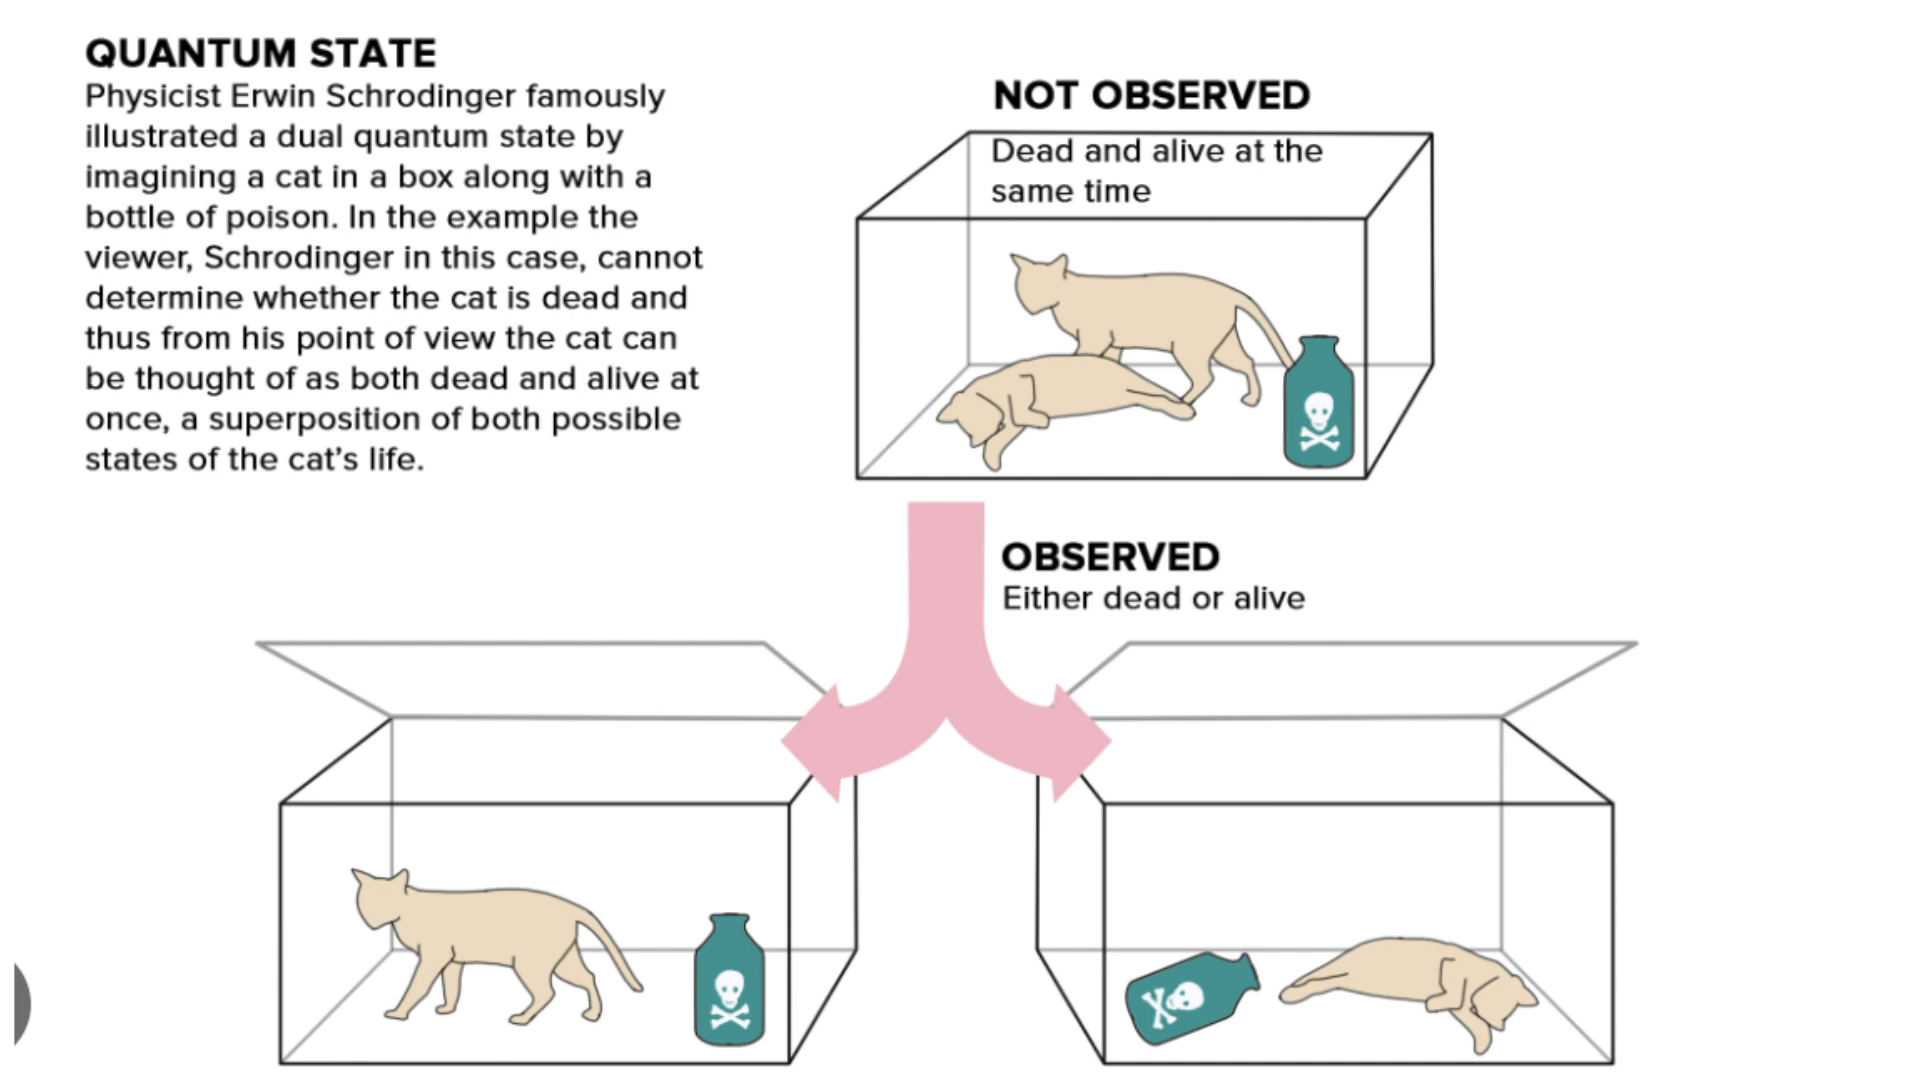 QUANTUM STATE
Physicist Erwin Schrodinger famously
illustrated a dual quantum state by
imagining a cat in a box along with a
bottle of poison. In the example the
viewer, Schrodinger in this case, cannot
determine whether the cat is dead and
thus from his point of view the cat can
be thought of as both dead and alive at
once, a superposition of both possible
states of the cat's life.
NOT OBSERVED
Dead and alive at the
same time
OBSERVED
Either dead or alive